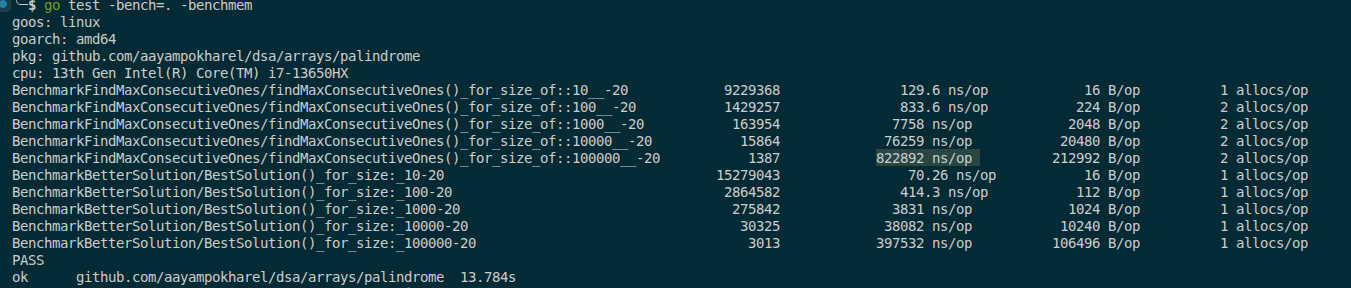 ╰─$ go test -bench=. -benchmem
goos: linux
goarch: amd64
pkg: github.com/aayampokharel/dsa/arrays/palindrome
cpu: 13th Gen Intel(R) Core(TM) i7-13650HX
BenchmarkFindMaxConsecutiveOnes/findMaxConsecutiveOnes()_for_size_of::10__-20 9229368 129.6 ns/op 16 B/op 1 allocs/op
BenchmarkFindMaxConsecutiveOnes/findMaxConsecutiveOnes()_for_size_of::100__-20 1429257 833.6 ns/op 224 B/op 2 allocs/op
BenchmarkFindMaxConsecutiveOnes/findMaxConsecutiveOnes()_for_size_of::1000__-20 163954 7758 ns/op 2048 B/op 2 allocs/op
BenchmarkFindMaxConsecutiveOnes/findMaxConsecutiveOnes()_for_size_of::10000__-20 15864 76259 ns/op 20480 B/op 2 allocs/op
BenchmarkFindMaxConsecutiveOnes/findMaxConsecutiveOnes()_for_size_of::100000__-20 1387 822892 ns/op 212992 B/op 2 allocs/op
BenchmarkBetterSolution/BestSolution()_for_size:_10-20 15279043 70.26 ns/op 16 B/op 1 allocs/op
BenchmarkBetterSolution/BestSolution()_for_size:_100-20 2864582 414.3 ns/op 112 B/op 1 allocs/op
BenchmarkBetterSolution/BestSolution()_for_size:_1000-20 275842 3831 ns/op 1024 B/op 1 allocs/op
BenchmarkBetterSolution/BestSolution()_for_size:_10000-20 30325 38082 ns/op 10240 B/op 1 allocs/op
BenchmarkBetterSolution/BestSolution()_for_size:_100000-20 3013 397532 ns/op 106496 B/op 1 allocs/op
PASS
ok github.com/aayampokharel/dsa/arrays/palindrome 13.784s